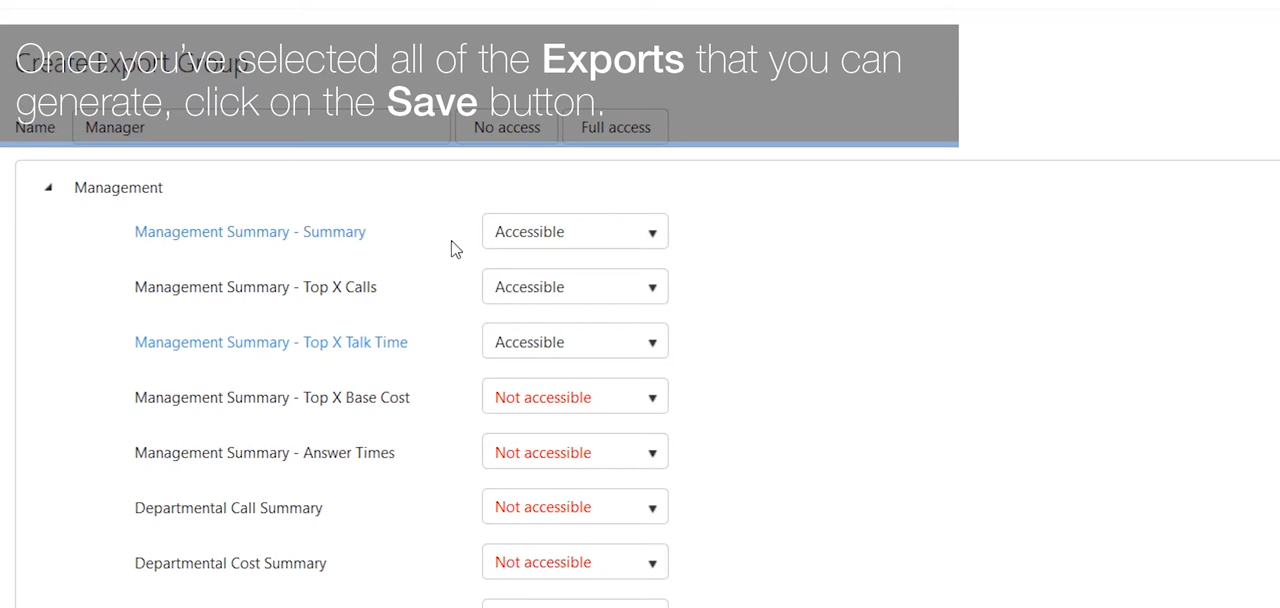 Once you've selected all of the Exports that you can
generate, click on the Save button.
Create Export Group
Name Manager No access Full access
Management
Management Summary - Summary Accessible
Management Summary - Top X Calls Accessible
Management Summary - Top X Talk Time Accessible
Management Summary - Top X Base Cost Not accessible
Management Summary - Answer Times Not accessible
Departmental Call Summary Not accessible
Departmental Cost Summary Not accessible